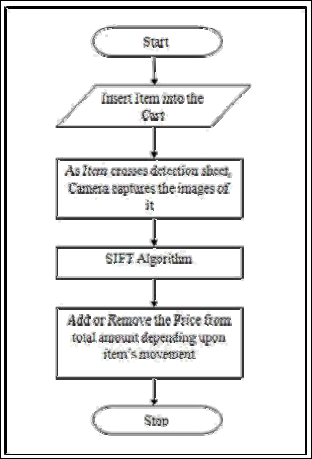 Start
Insert Item into the
Cart
As Item crosses detection sheet,
Camera captures the images of
it
SIFT Algorithm
Add or Remove the Price from
total amount depending upon
item's movement
Stop